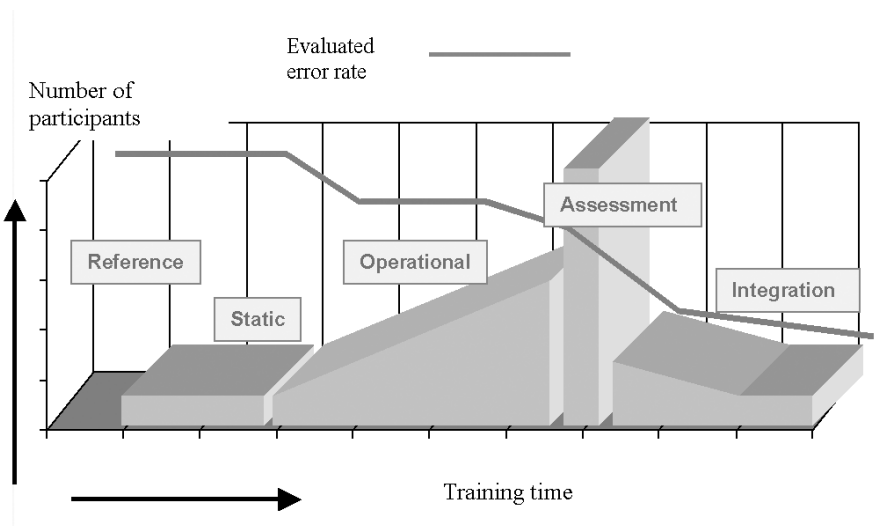 Evaluated
error rate
Number of
participants
Assessment
Reference
Operational
Integration
Static
Training time